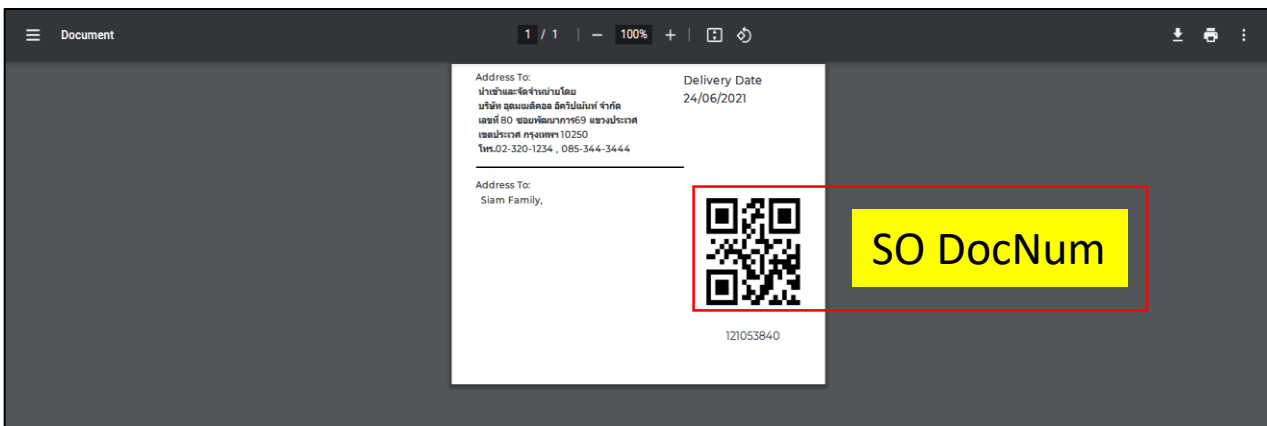 Document
1 / 1 | − 100% + |
Address To:
นำเข้าและจัดจำหน่ายโดย
บริษัท อุดมเมดิคอล อีควิปเม้นท์ จำกัด
เลขที่ 80 ซอยพัฒนาการ69 แขวงประเวศ
เขตประเวศ กรุงเทพฯ 10250
โทร.02-320-1234 , 085-344-3444
Delivery Date
24/06/2021
Address To:
Siam Family,
SO DocNum
121053840